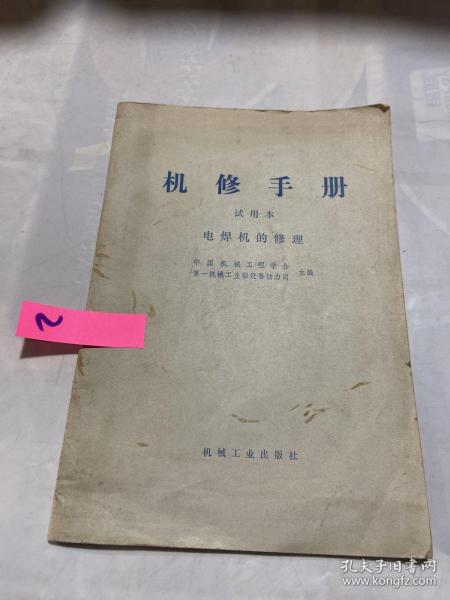 机修手册
试用本
电焊机的修理
中国机械工程学会
第一机械工业部设备动力司 主编
2
机械工业出版社
孔夫子旧书网
www.kongfz.com